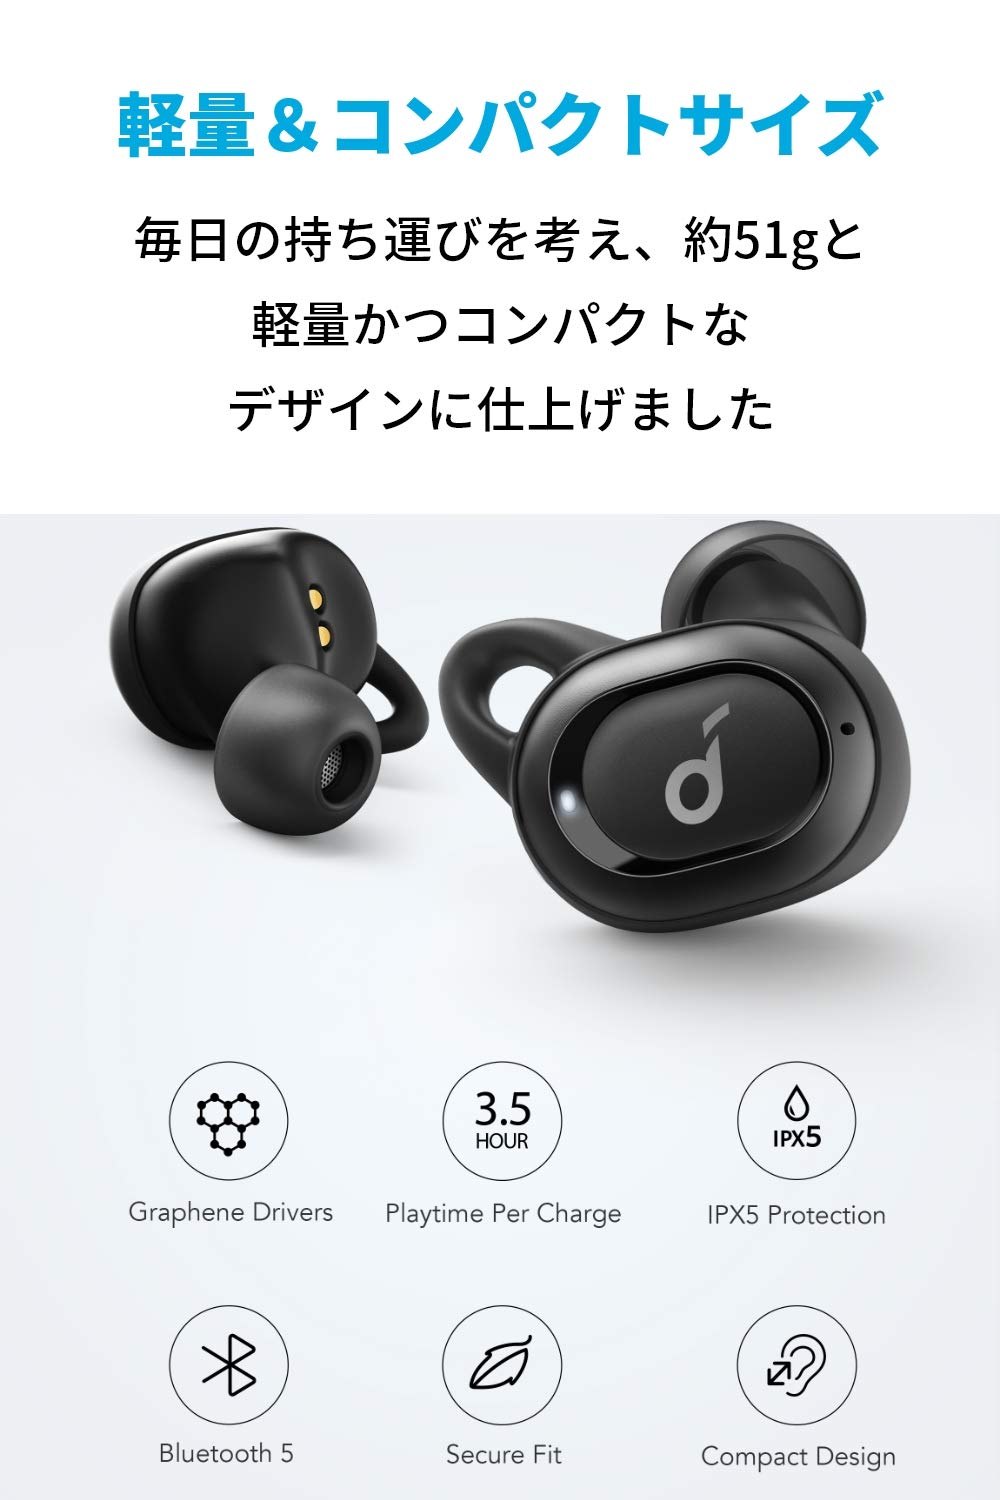 軽量＆コンパクトサイズ
毎日の持ち運びを考え、約51gと
軽量かつコンパクトな
デザインに仕上げました
3.5
HOUR
IPX5
Graphene Drivers
Playtime Per Charge
IPX5 Protection
Bluetooth 5
Secure Fit
Compact Design